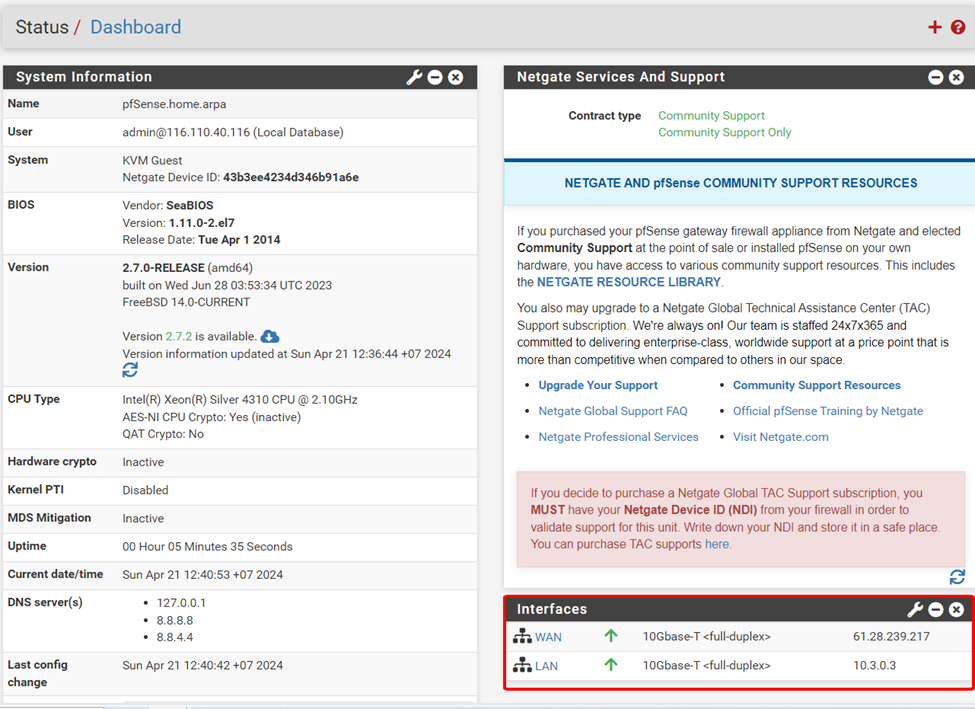 Status / Dashboard
System Information
Name pfSense.home.arpa
User admin@116.110.40.116 (Local Database)
System KVM Guest
Netgate Device ID: 43b3ee4234d346b91a6e
BIOS Vendor: SeaBIOS
Version: 1.11.0-2.el7
Release Date: Tue Apr 1 2014
Version 2.7.0-RELEASE (amd64)
built on Wed Jun 28 03:53:34 UTC 2023
FreeBSD 14.0-CURRENT
Version 2.7.2 is available.
Version information updated at Sun Apr 21 12:36:44 +07 2024
CPU Type Intel(R) Xeon(R) Silver 4310 CPU @ 2.10GHz
AES-NI CPU Crypto: Yes (inactive)
QAT Crypto: No
Hardware crypto Inactive
Kernel PTI Disabled
MDS Mitigation Inactive
Uptime 00 Hour 05 Minutes 35 Seconds
Current date/time Sun Apr 21 12:40:53 +07 2024
DNS server(s) • 127.0.0.1
• 8.8.8.8
• 8.8.4.4
Last config Sun Apr 21 12:40:42 +07 2024
change
Netgate Services And Support
Contract type Community Support
Community Support Only
NETGATE AND pfSense COMMUNITY SUPPORT RESOURCES
If you purchased your pfSense gateway firewall appliance from Netgate and elected
Community Support at the point of sale or installed pfSense on your own
hardware, you have access to various community support resources. This includes
the NETGATE RESOURCE LIBRARY.
You also may upgrade to a Netgate Global Technical Assistance Center (TAC)
Support subscription. We're always on! Our team is staffed 24x7x365 and
committed to delivering enterprise-class, worldwide support at a price point that is
more than competitive when compared to others in our space.
• Upgrade Your Support • Community Support Resources
• Netgate Global Support FAQ • Official pfSense Training by Netgate
• Netgate Professional Services • Visit Netgate.com
If you decide to purchase a Netgate Global TAC Support subscription, you
MUST have your Netgate Device ID (NDI) from your firewall in order to
validate support for this unit. Write down your NDI and store it in a safe place.
You can purchase TAC supports here.
Interfaces
WAN 10Gbase-T <full-duplex> 61.28.239.217
LAN 10Gbase-T <full-duplex> 10.3.0.3